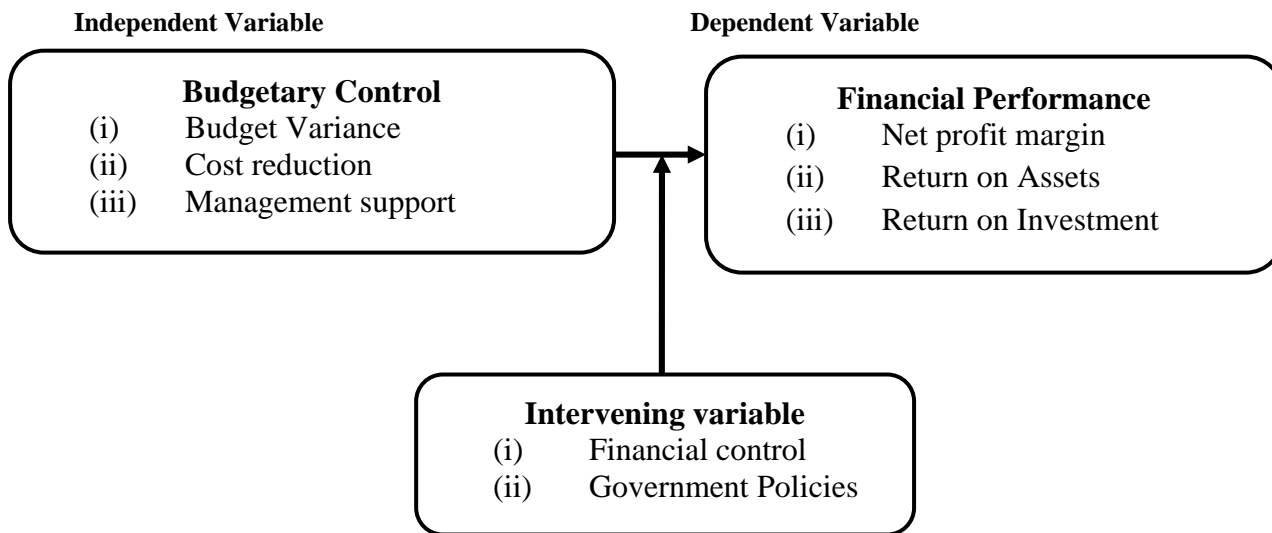 Independent Variable
Dependent Variable
Budgetary Control
(i) Budget Variance
(ii) Cost reduction
(iii) Management support
Financial Performance
(i) Net profit margin
(ii) Return on Assets
(iii) Return on Investment
Intervening variable
(i) Financial control
(ii) Government Policies